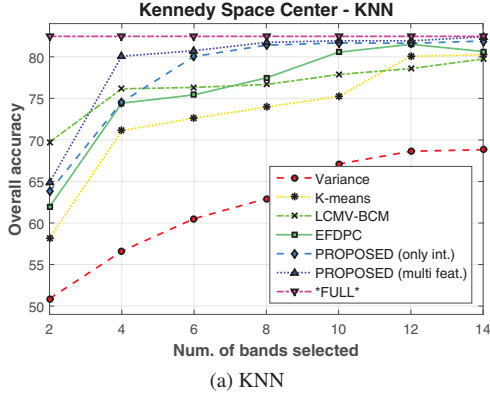 Kennedy Space Center - KNN
Overall accuracy
80
75
70
65
60
55
50
Variance
K-means
LCMV-BCM
EFDPC
PROPOSED (only int.)
PROPOSED (multi feat.)
*FULL*
2 4 6 8 10 12 14
Num. of bands selected
(a) KNN